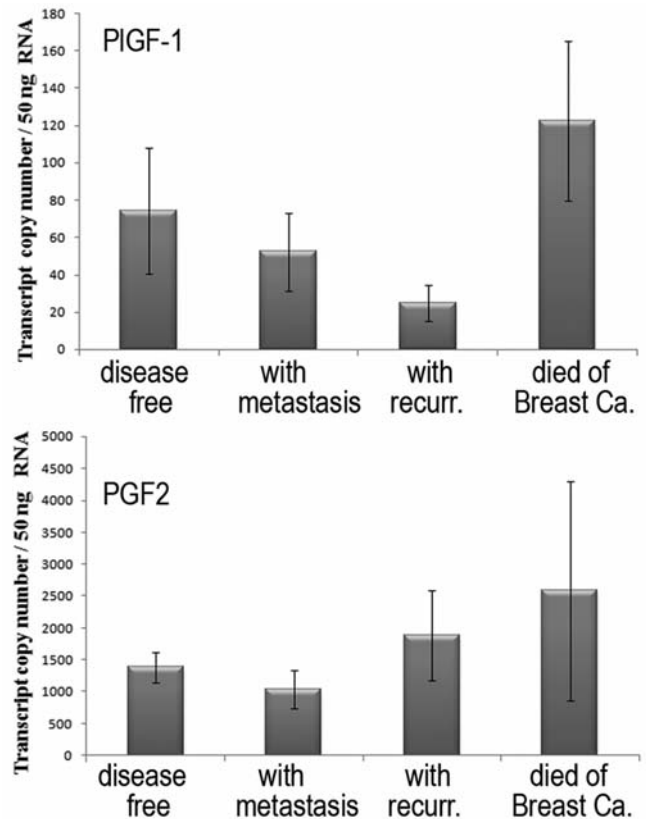 PlGF-1
Transcript copy number / 50 ng RNA
180
160
140
120
100
80
60
40
20
0
disease free
with metastasis
with recurr.
died of Breast Ca.
PGF2
Transcript copy number / 50 ng RNA
5000
4500
4000
3500
3000
2500
2000
1500
1000
500
0
disease free
with metastasis
with recurr.
died of Breast Ca.